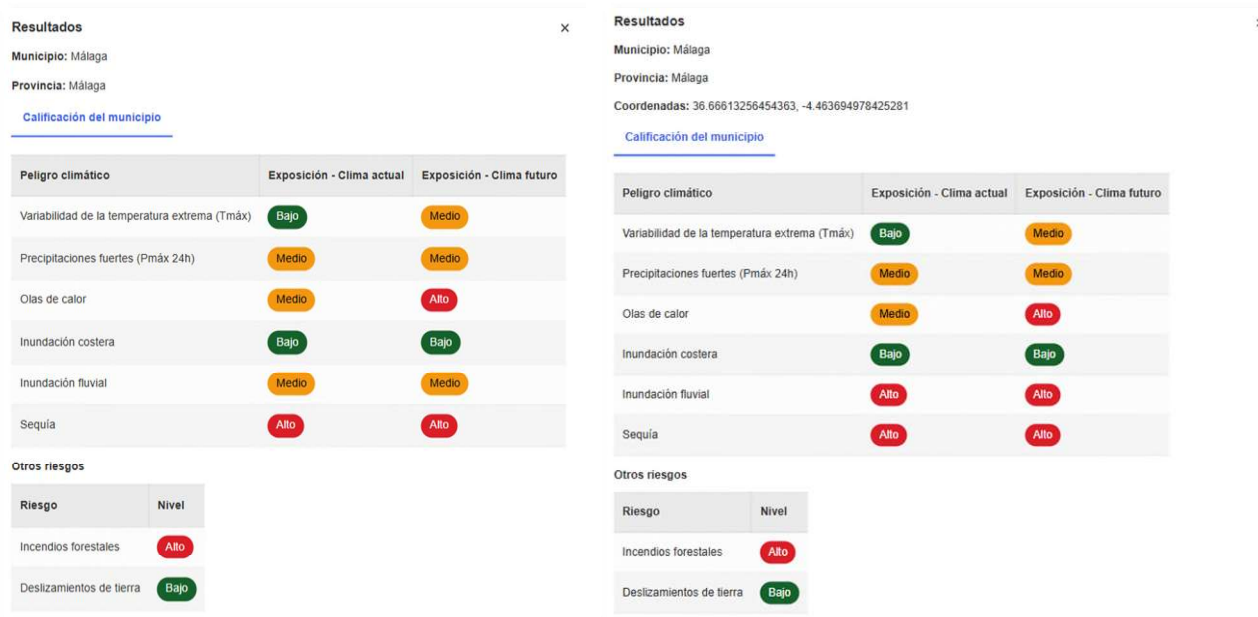 Resultados
×
Municipio: Málaga
Provincia: Málaga
Calificación del municipio
Peligro climático Exposición - Clima actual Exposición - Clima futuro
Variabilidad de la temperatura extrema (Tmáx) Bajo Medio
Precipitaciones fuertes (Pmáx 24h) Medio Medio
Olas de calor Medio Alto
Inundación costera Bajo Bajo
Inundación fluvial Medio Medio
Sequía Alto Alto
Otros riesgos
Riesgo Nivel
Incendios forestales Alto
Deslizamientos de tierra Bajo
Resultados
Municipio: Málaga
Provincia: Málaga
Coordenadas: 36.66613256454363, -4.463694978425281
Calificación del municipio
Peligro climático Exposición - Clima actual Exposición - Clima futuro
Variabilidad de la temperatura extrema (Tmáx) Bajo Medio
Precipitaciones fuertes (Pmáx 24h) Medio Medio
Olas de calor Medio Alto
Inundación costera Bajo Bajo
Inundación fluvial Alto Alto
Sequía Alto Alto
Otros riesgos
Riesgo Nivel
Incendios forestales Alto
Deslizamientos de tierra Bajo